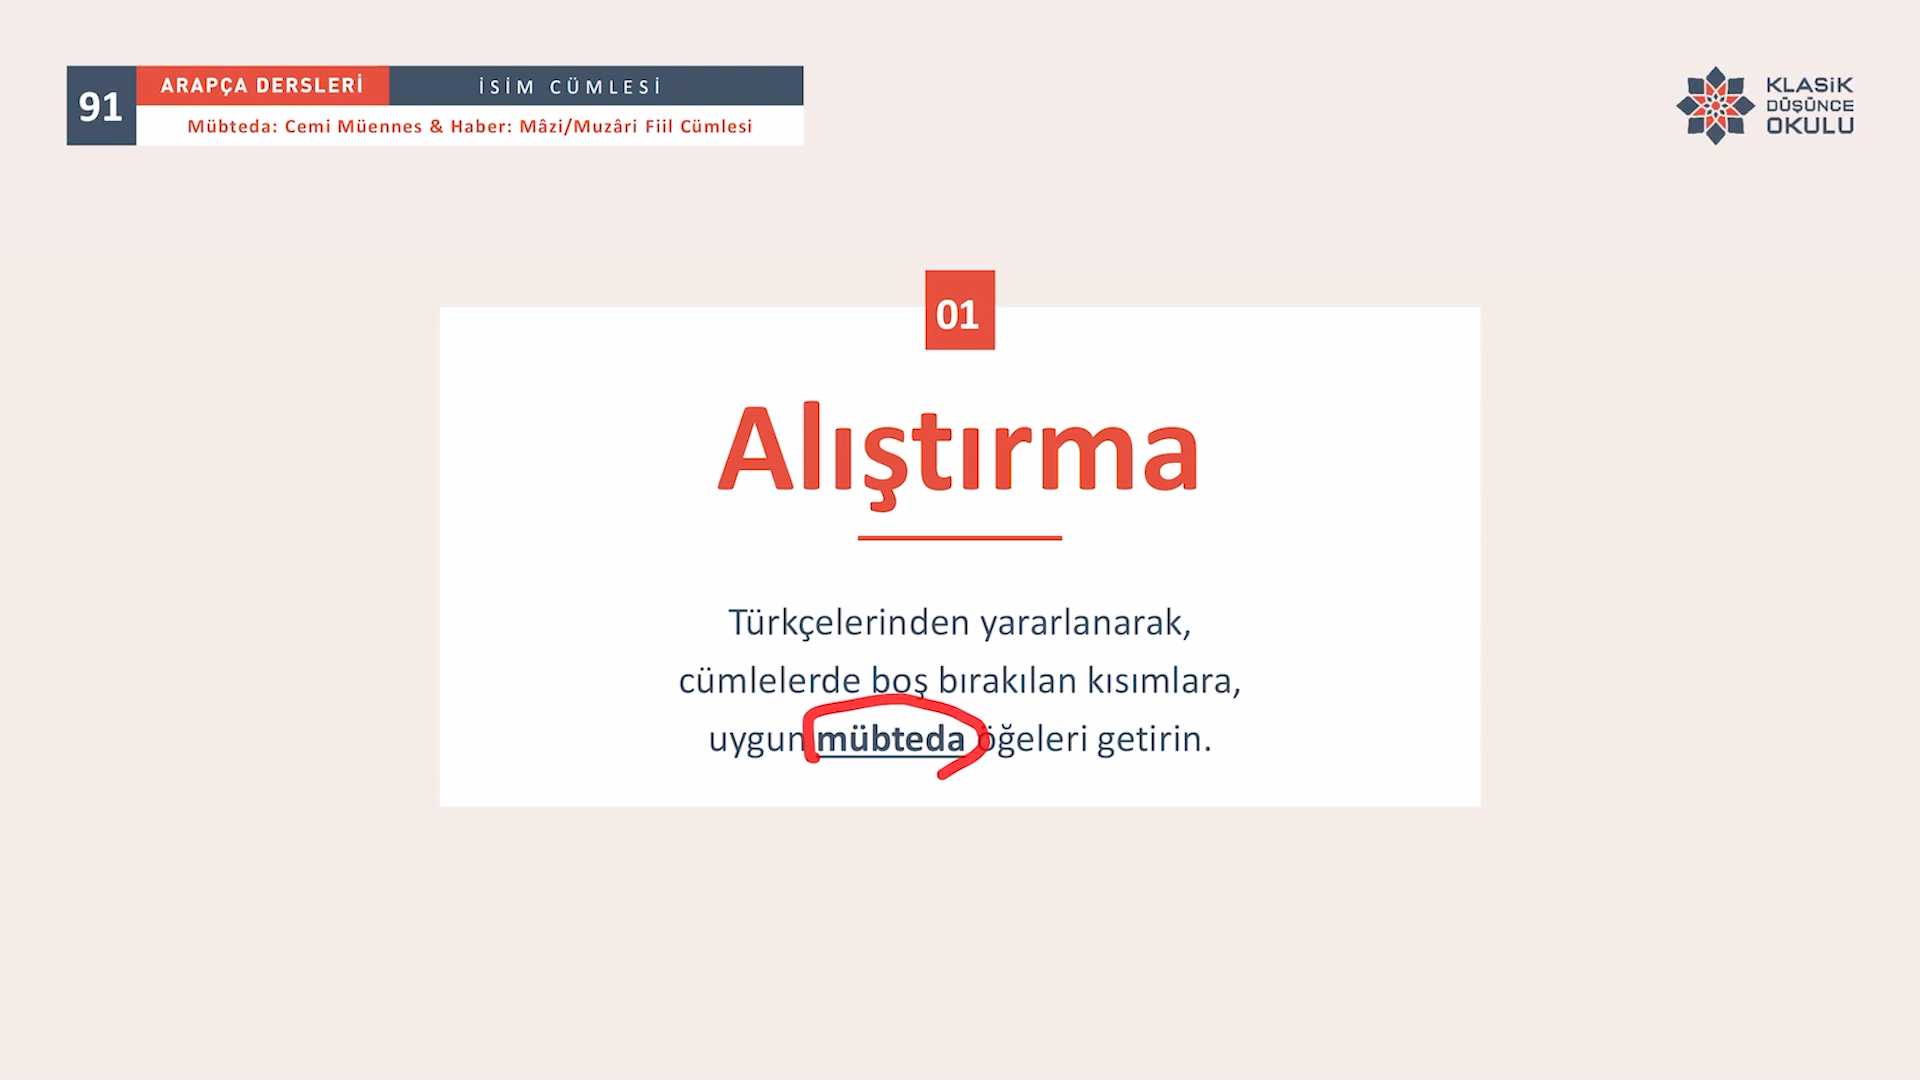 91
ARAPÇA DERSLERİ
İSİM CÜMLESİ
Mübteda: Cemi Müennes & Haber: Mâzi/Muzâri Fiil Cümlesi
KLASİK
DÜŞÜNCE
OKULU
01
Alıştırma
Türkçelerinden yararlanarak,
cümlelerde boş bırakılan kısımlara,
uygun mübteda öğeleri getirin.